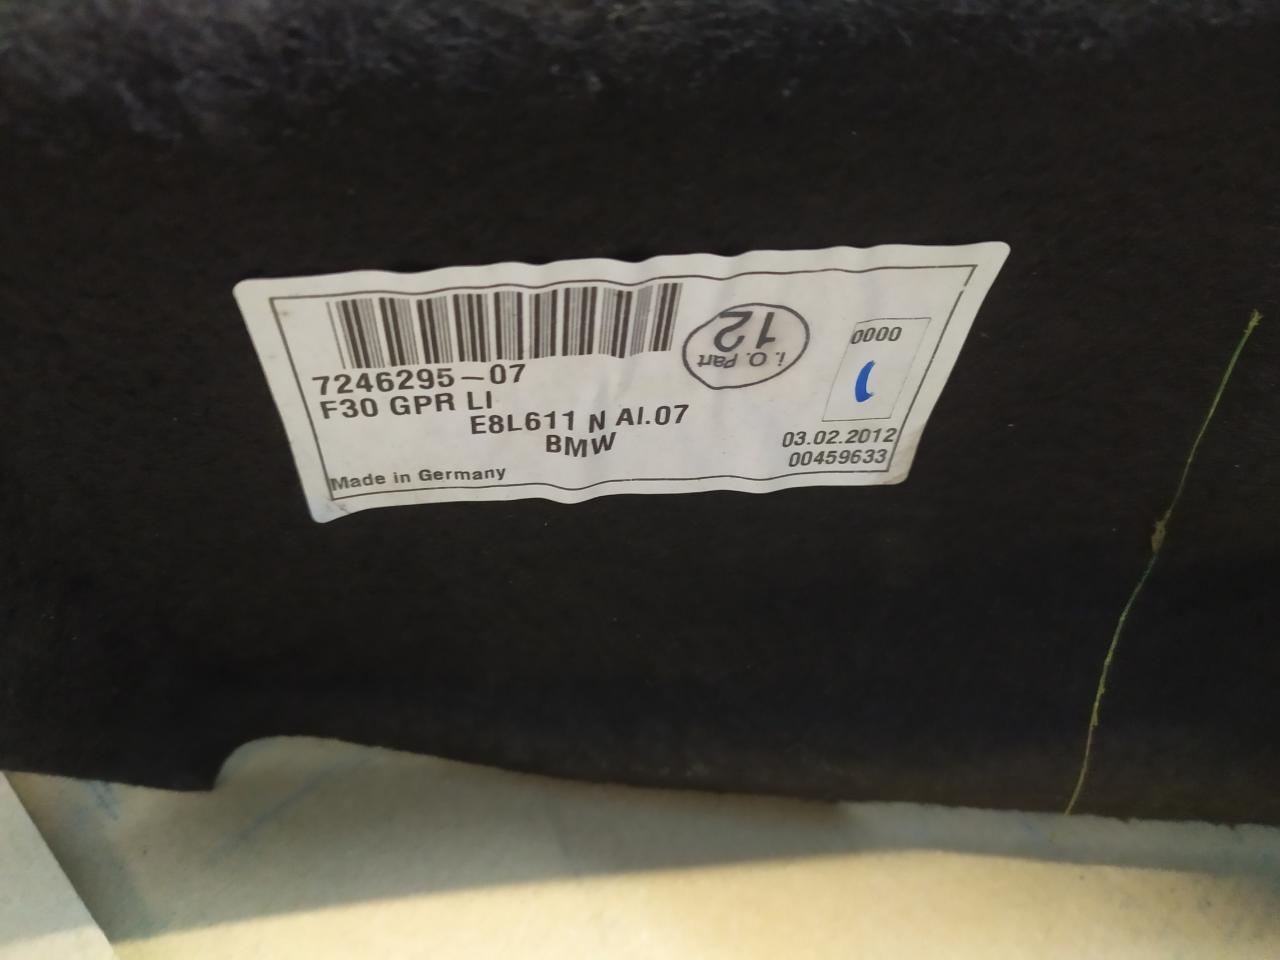 7246295-07
F30 GPR LI
E8L611 N AI.07
BMW
Made in Germany
i. O. Part
12
0000
03.02.2012
00459633